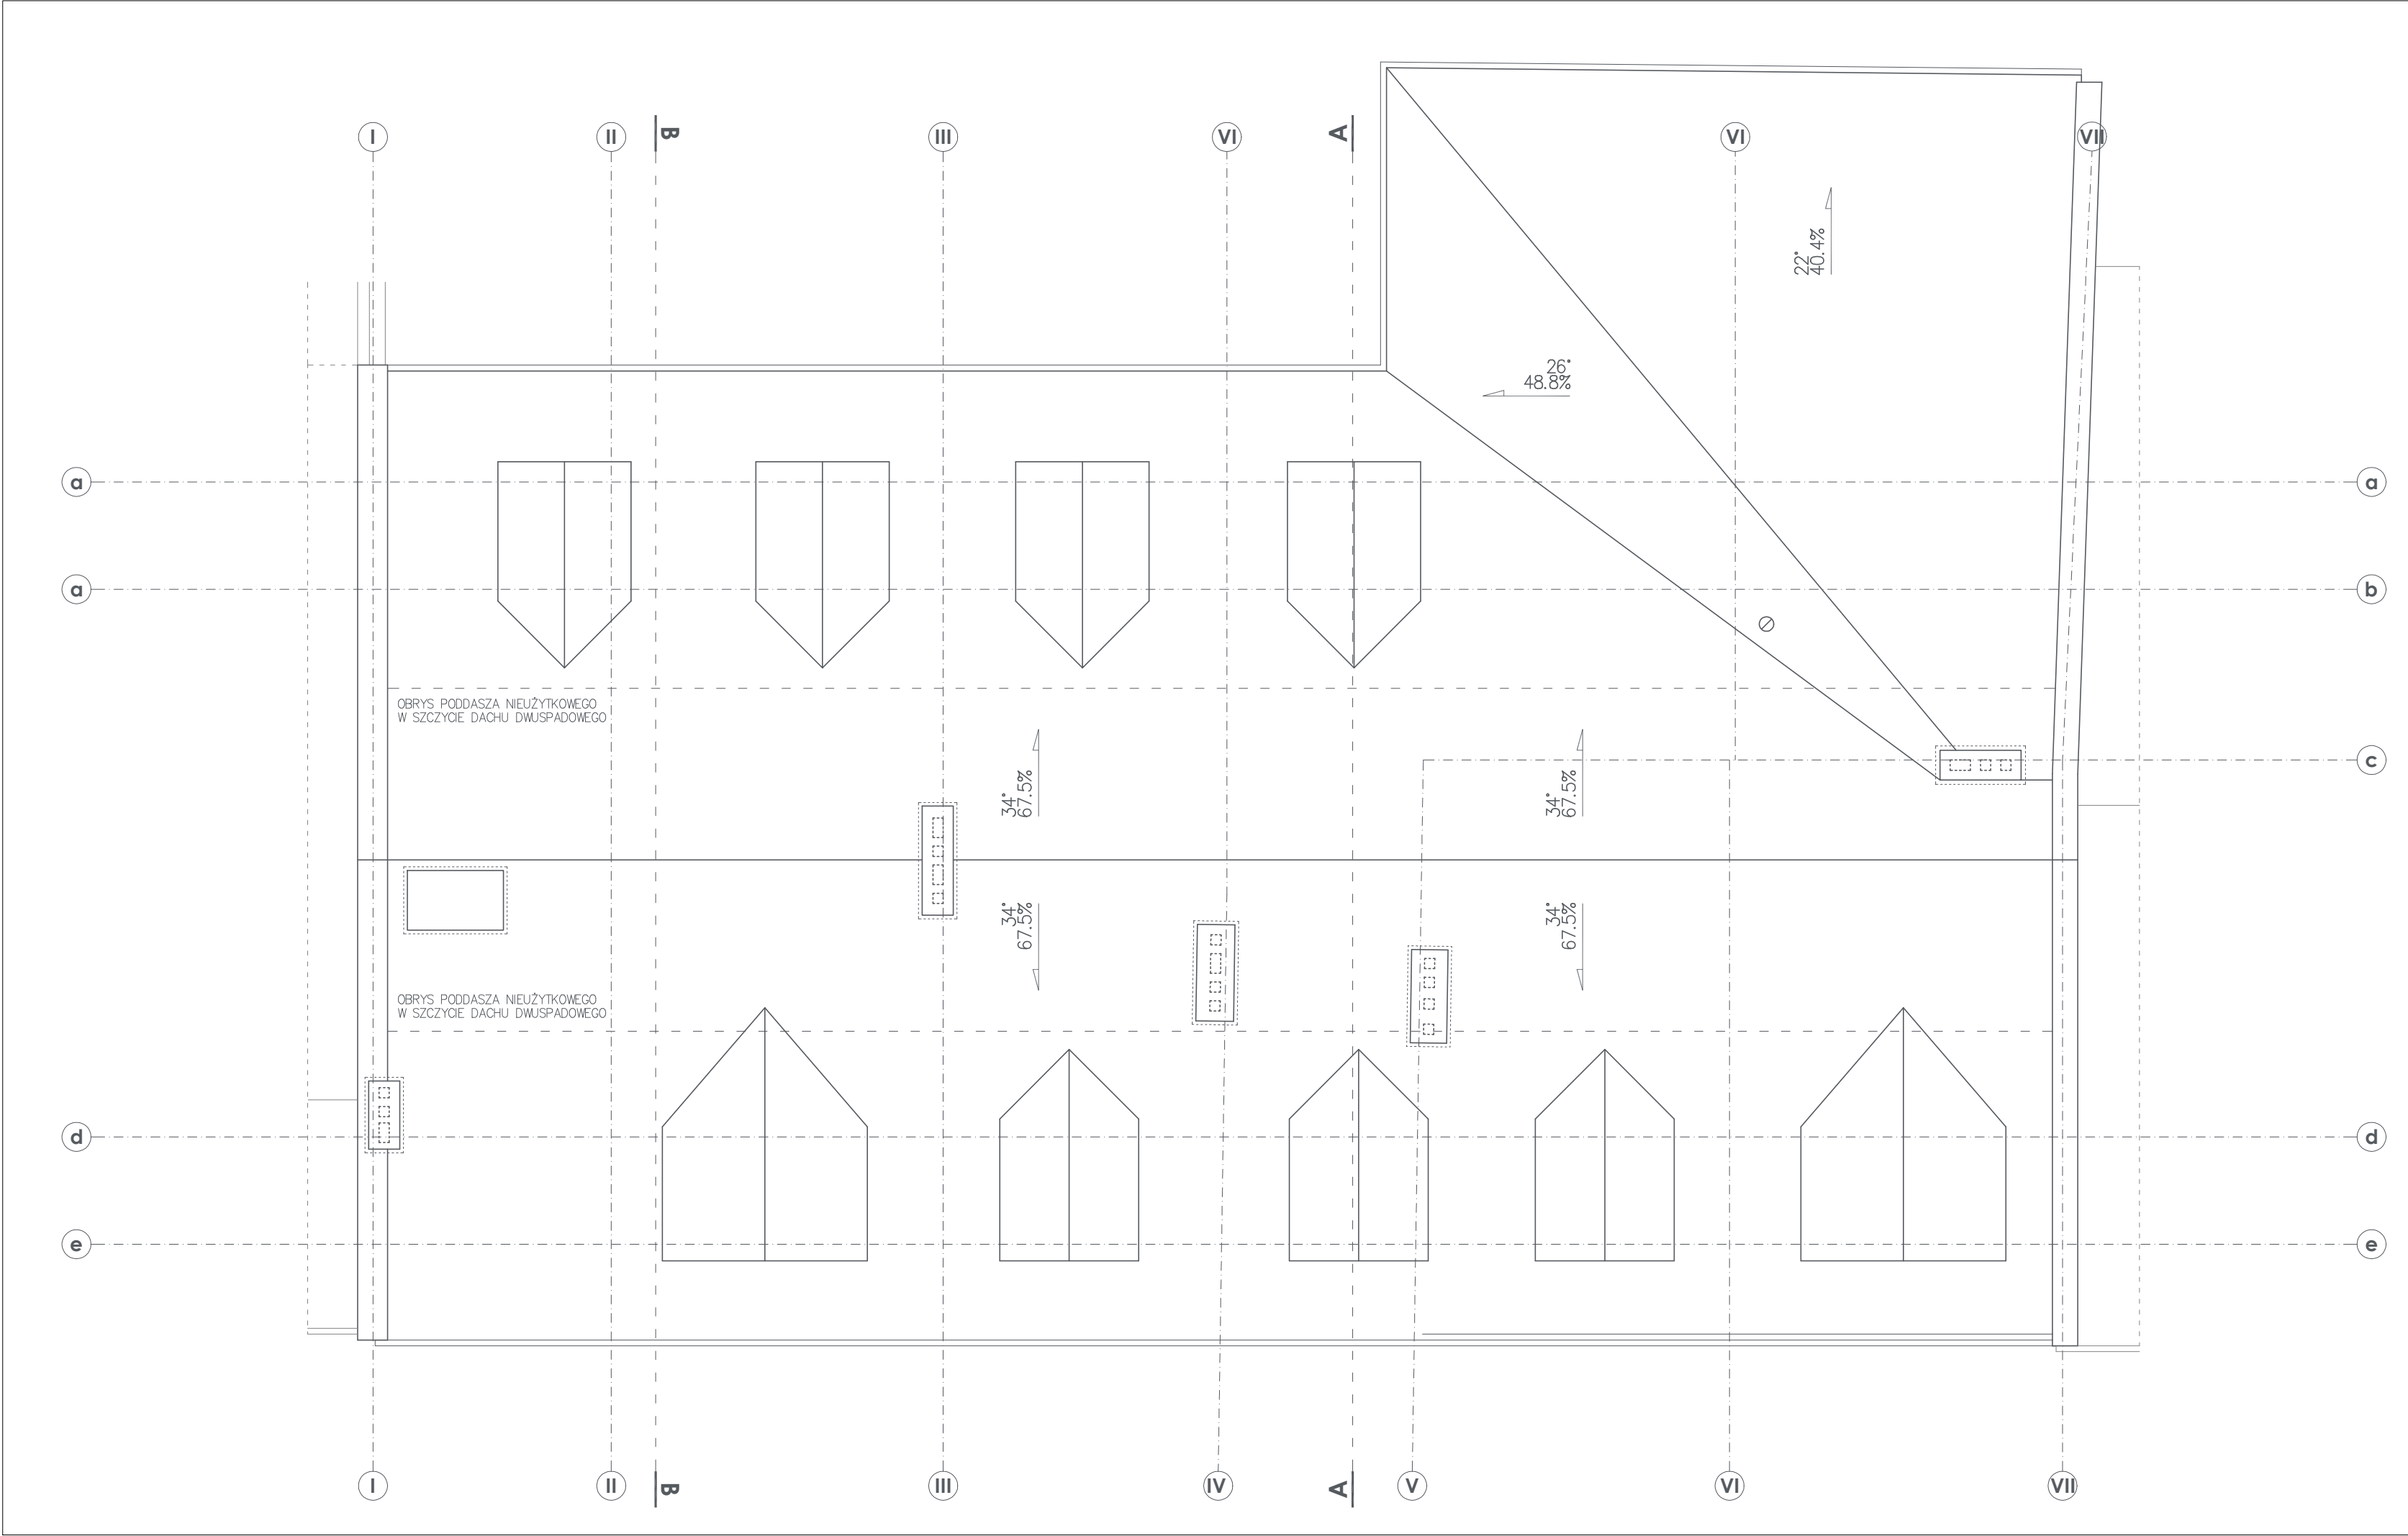 I
II
B
III
VI
A
VI
VII
22°
40.4%
26°
48.8%
a
a
a
b
OBRYS PODDASZA NIEUŻYTKOWEGO
W SZCZYCIE DACHU DWUSPADOWEGO
34°
67.5%
34°
67.5%
c
34°
67.5%
34°
67.5%
OBRYS PODDASZA NIEUŻYTKOWEGO
W SZCZYCIE DACHU DWUSPADOWEGO
d
d
e
e
I
II
B
III
IV
A
V
VI
VII